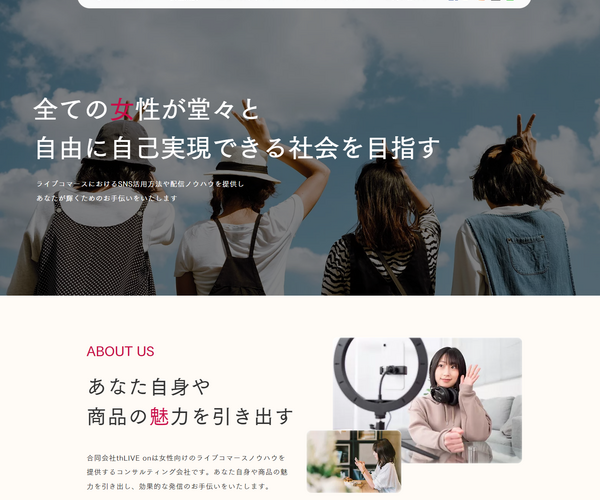 全ての女性が堂々と
自由に自己実現できる社会を目指す
ライブコマースにおけるSNS活用方法や配信ノウハウを提供し
あなたが輝くためのお手伝いをいたします
ABOUT US
あなた自身や
商品の魅力を引き出す
合同会社thLIVE onは女性向けのライブコマースノウハウを
提供するコンサルティング会社です。あなた自身や商品の魅
力を引き出し、効果的な発信のお手伝いをいたします。